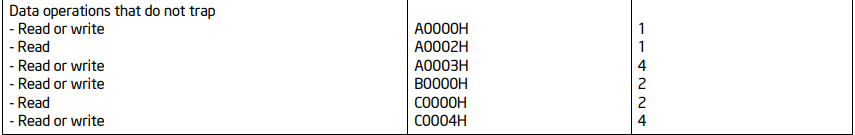 Data operations that do not trap
- Read or write A0000H 1
- Read A0002H 1
- Read or write A0003H 4
- Read or write B0000H 2
- Read C0000H 2
- Read or write C0004H 4